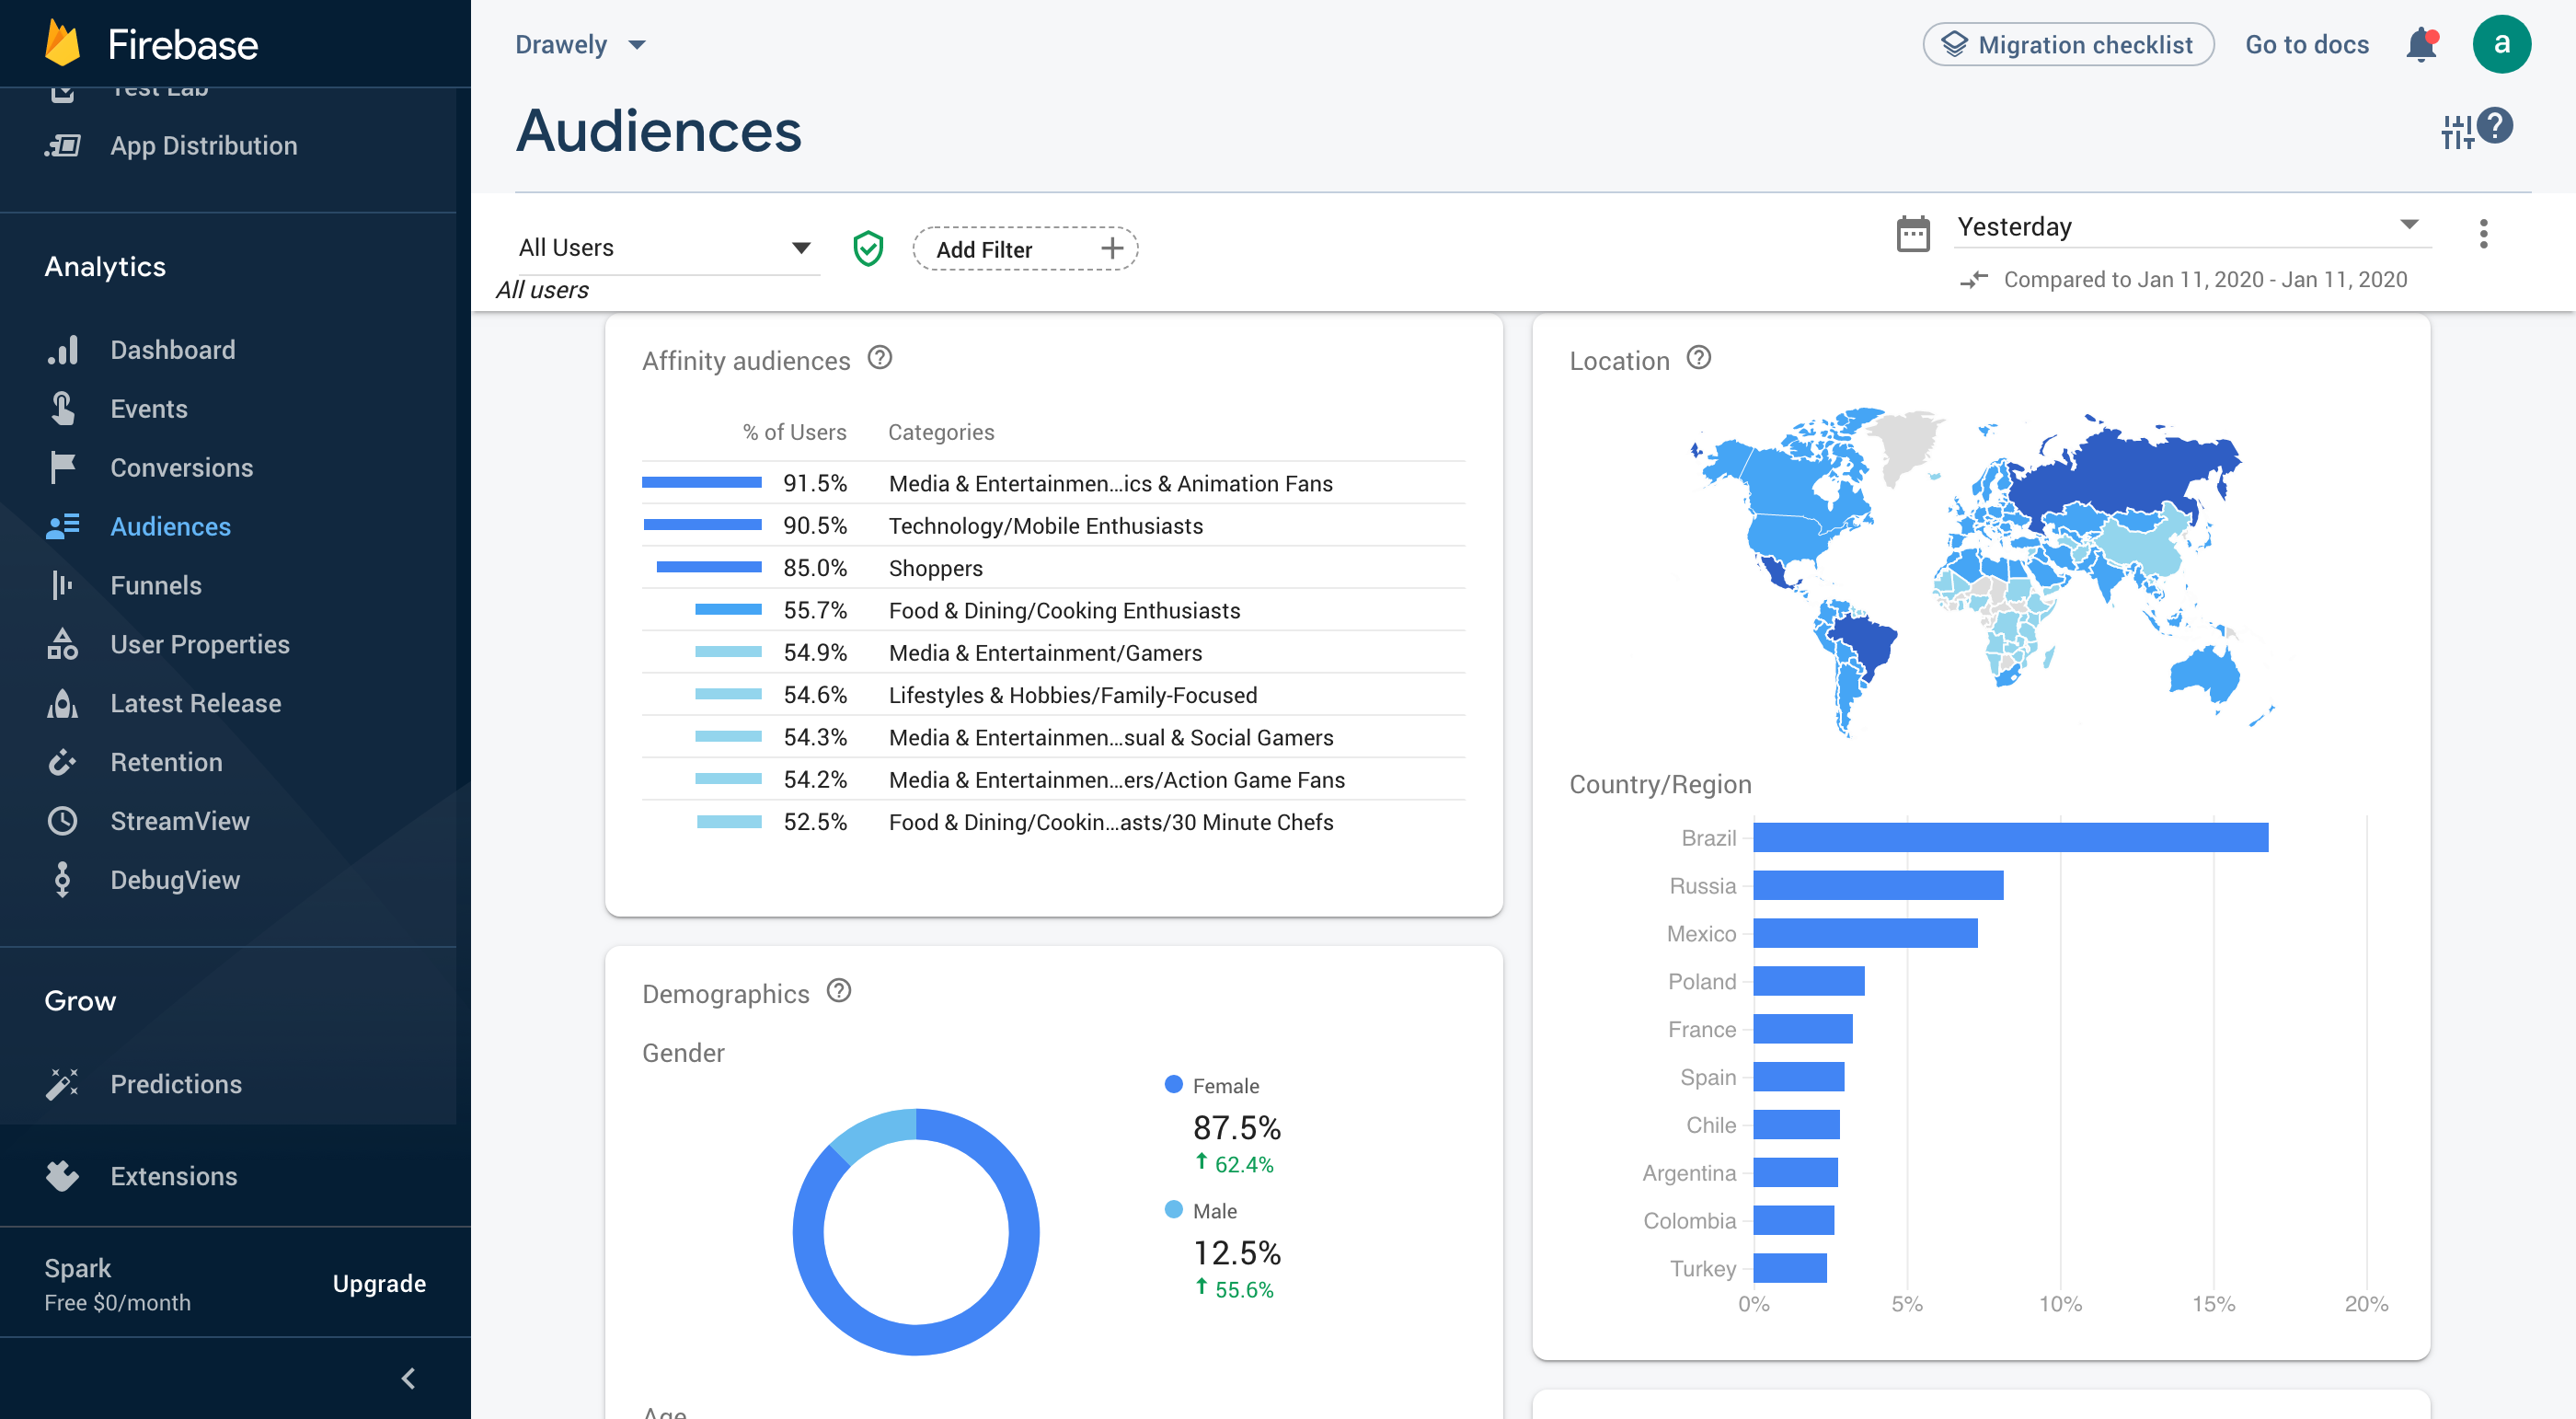 Firebase
Test Lab
App Distribution
Analytics
Dashboard
Events
Conversions
Audiences
Funnels
User Properties
Latest Release
Retention
StreamView
DebugView
Grow
Predictions
Extensions
Spark
Free $0/month
Upgrade
Drawely
Migration checklist
Go to docs
a
Audiences
All Users
All users
Add Filter
Yesterday
Compared to Jan 11, 2020 - Jan 11, 2020
Affinity audiences
% of Users Categories
91.5% Media & Entertainmen...ics & Animation Fans
90.5% Technology/Mobile Enthusiasts
85.0% Shoppers
55.7% Food & Dining/Cooking Enthusiasts
54.9% Media & Entertainment/Gamers
54.6% Lifestyles & Hobbies/Family-Focused
54.3% Media & Entertainmen...sual & Social Gamers
54.2% Media & Entertainmen...ers/Action Game Fans
52.5% Food & Dining/Cookin...asts/30 Minute Chefs
Demographics
Gender
Female
87.5%
62.4%
Male
12.5%
55.6%
Age
Location
Country/Region
Brazil
Russia
Mexico
Poland
France
Spain
Chile
Argentina
Colombia
Turkey
0% 5% 10% 15% 20%